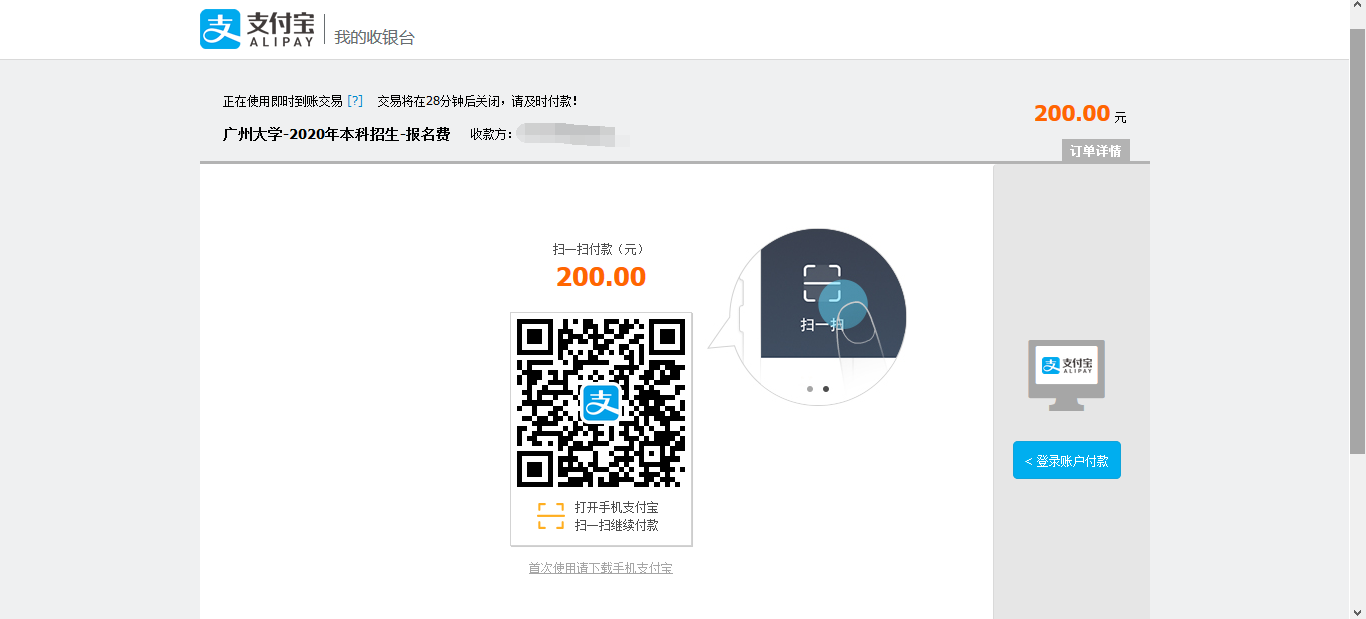 支付宝
ALIPAY
我的收银台
正在使用即时到账交易 [?] 交易将在28分钟后关闭，请及时付款！
广州大学-2020年本科招生-报名费 收款方：
200.00 元
订单详情
扫一扫付款（元）
200.00
扫一扫
支付宝
ALIPAY
< 登录账户付款
打开手机支付宝
扫一扫继续付款
首次使用请下载手机支付宝